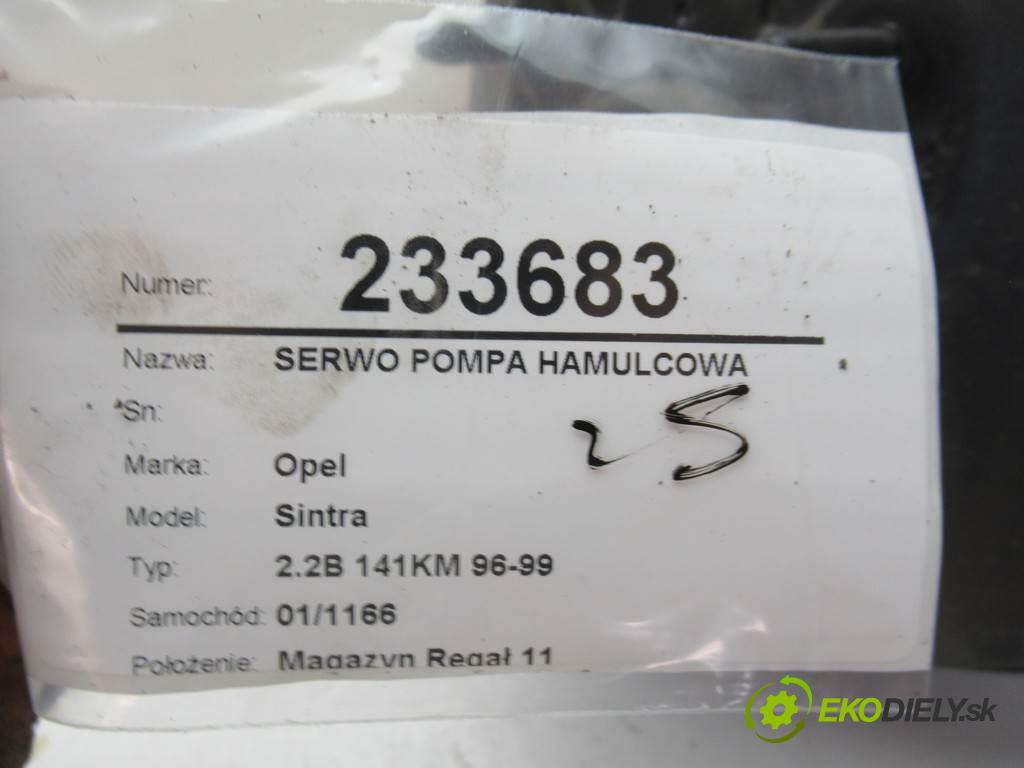 Numer: 233683
Nazwa: SERWO POMPA HAMULCOWA
Sn:
25
Marka: Opel
Model: Sintra
Typ: 2.2B 141KM 96-99
Samochód: 01/1166
Położenie: Magazyn Regał 11
EKODIELY.sk